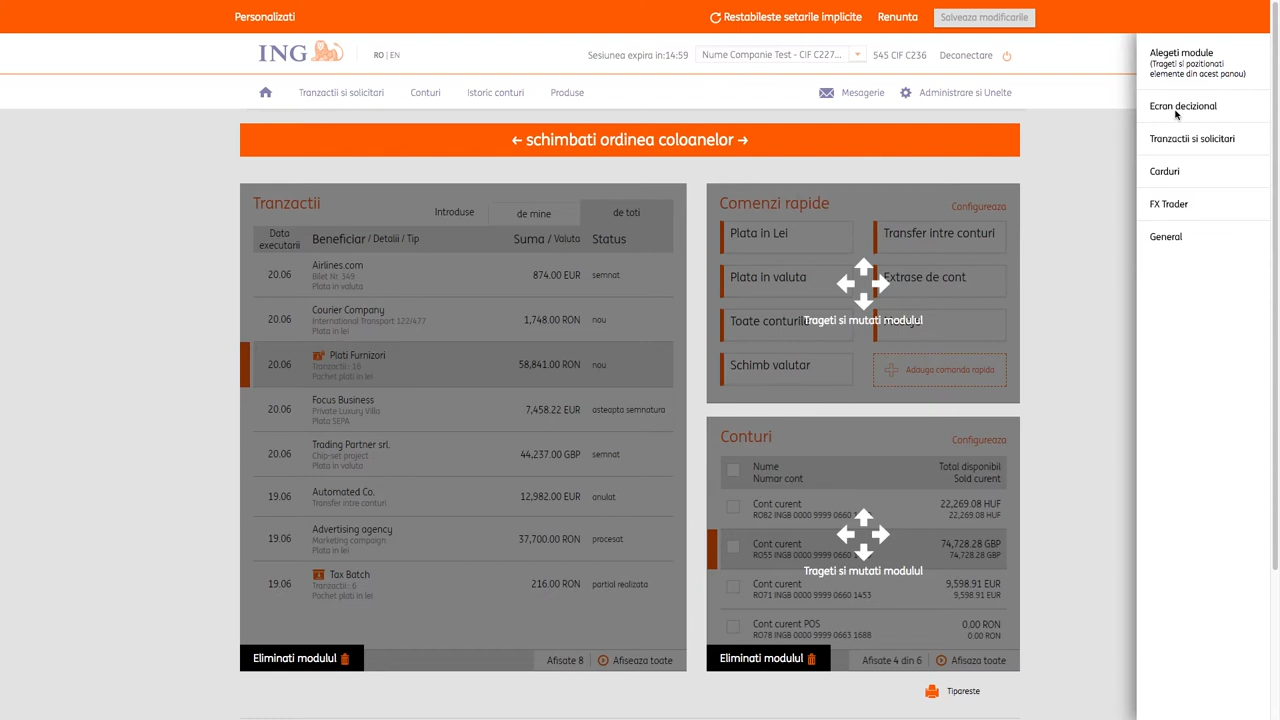 Personalizati
Restabileste setarile implicite
Renunta
Salveaza modificarile
ING
RO | EN
Sesiunea expira in:14:59
Nume Companie Test - CIF C227...
545 CIF C236
Deconectare
Tranzactii si solicitari
Conturi
Istoric conturi
Produse
Mesagerie
Administrare si Unelte
← schimbati ordinea coloanelor →
Tranzactii
Introduse
de mine
de toti
Data executarii
Beneficiar / Detalii / Tip
Suma / Valuta
Status
20.06
Airlines.com
Bilet Nr. 349
Plata in valuta
874.00 EUR
semnat
20.06
Courier Company
International Transport 122/477
Plata in lei
1,748.00 RON
nou
20.06
Plati Furnizori
Tranzactii : 16
Pachet plati in lei
58,841.00 RON
nou
20.06
Focus Business
Private Luxury Villa
Plata SEPA
7,458.22 EUR
asteapta semnatura
20.06
Trading Partner srl.
Chip-set project
Plata in valuta
44,237.00 GBP
semnat
19.06
Automated Co.
Transfer intre conturi
12,982.00 EUR
anulat
19.06
Advertising agency
Marketing campaign
Plata in lei
37,700.00 RON
procesat
19.06
Tax Batch
Tranzactii : 6
Pachet plati in lei
216.00 RON
partial realizata
Eliminati modulul
Afisate 8
Afiseaza toate
Comenzi rapide
Configureaza
Plata in Lei
Transfer intre conturi
Plata in valuta
Extrase de cont
Toate conturile
Trageti si mutati modulul
Schimb valutar
Adauga comanda rapida
Conturi
Configureaza
Nume
Numar cont
Total disponibil
Sold curent
Cont curent
RO82 INGB 0000 9999 0660
22,269.08 HUF
22,269.08 HUF
Cont curent
RO55 INGB 0000 9999 0660
74,728.28 GBP
74,728.28 GBP
Trageti si mutati modulul
Cont curent
RO71 INGB 0000 9999 0660 1453
9,598.91 EUR
9,598.91 EUR
Cont curent POS
RO78 INGB 0000 9999 0663 1688
0.00 RON
0.00 RON
Eliminati modulul
Afisate 4 din 6
Afisaza toate
Tipareste
Alegeti module
(Trageti si pozitionati
elemente din acest panou)
Ecran decizional
Tranzactii si solicitari
Carduri
FX Trader
General